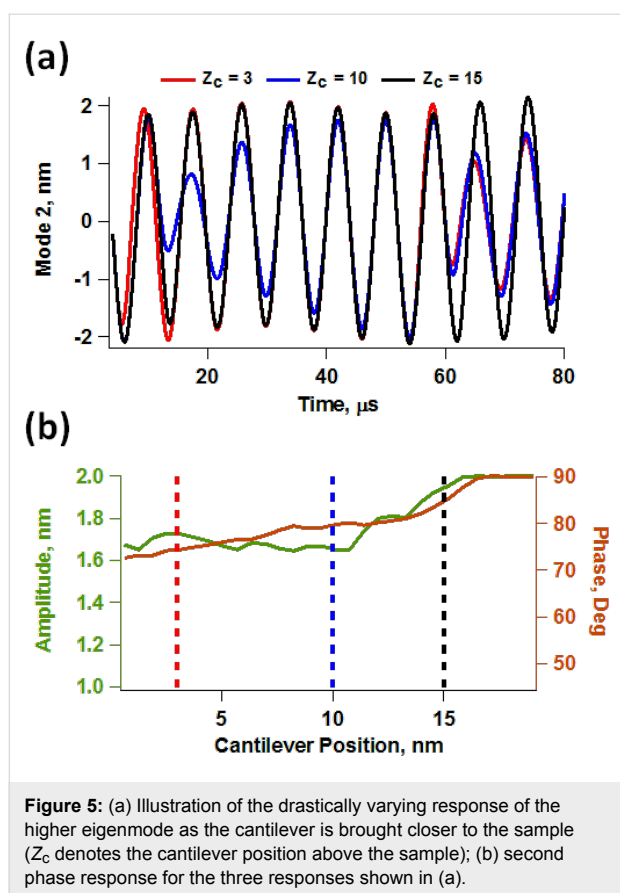 (a)
Zc = 3 Zc = 10 Zc = 15
2
1
0
-1
-2
Mode 2, nm
20 40 60 80
Time, μs
(b)
2.0
1.8
1.6
1.4
1.2
1.0
Amplitude, nm
90
80
70
60
50
Phase, Deg
5 10 15
Cantilever Position, nm
Figure 5: (a) Illustration of the drastically varying response of the
higher eigenmode as the cantilever is brought closer to the sample
(Zc denotes the cantilever position above the sample); (b) second
phase response for the three responses shown in (a).